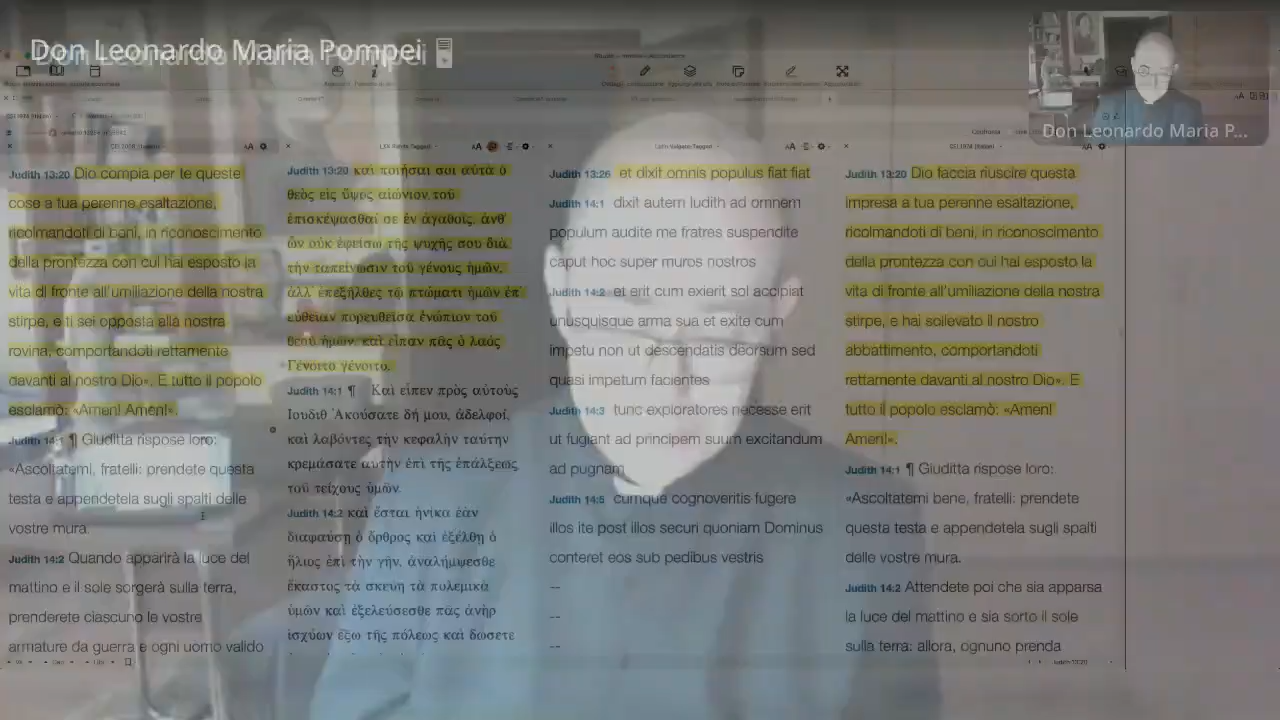 Don Leonardo Maria Pompei
Don Leonardo Maria P...
Judith 13:20 Dio compia per te queste
cose a tua perenne esaltazione,
ricolmandoti di beni, in riconoscimento
della prontezza con cui hai esposto la
vita di fronte all'umiliazione della nostra
stirpe, e ti sei opposta alla nostra
rovina, comportandoti rettamente
davanti al nostro Dio». E tutto il popolo
esclamò: «Amen! Amen!».
Judith 14:1 ¶ Giuditta rispose loro:
«Ascoltatemi, fratelli: prendete questa
testa e appendetela sugli spalti delle
vostre mura.
Judith 14:2 Quando apparirà la luce del
mattino e il sole sorgerà sulla terra,
prenderete ciascuno le vostre
armature da guerra e ogni uomo valido
Judith 13:20 καὶ ποιήσαι σοι αὐτὰ ὁ
θεὸς εἰς ὕψος αἰώνιον τοῦ
ἐπισκέψασθαί σε ἐν ἀγαθοῖς, ἀνθ᾽
ὧν οὐκ ἐφείσω τῆς ψυχῆς σου διὰ
τὴν ταπείνωσιν τοῦ γένους ἡμῶν,
ἀλλ᾽ ἐπεξῆλθες τῷ πτώματι ἡμῶν ἐπ᾽
εὐθεῖαν πορευθεῖσα ἐνώπιον τοῦ
θεοῦ ἡμῶν. καὶ εἶπαν πᾶς ὁ λαός
Γένοιτο γένοιτο.
Judith 14:1 ¶ Καὶ εἶπεν πρὸς αὐτοὺς
Ιουδιθ ᾽Ακούσατε δή μου, ἀδελφοί,
καὶ λαβόντες τὴν κεφαλὴν ταύτην
κρεμάσατε αὐτὴν ἐπὶ τῆς ἐπάλξεως
τοῦ τείχους ὑμῶν.
Judith 14:2 καὶ ἔσται ἡνίκα ἐὰν
διαφαύσῃ ὁ ὄρθρος καὶ ἐξέλθῃ ὁ
ἥλιος ἐπὶ τὴν γῆν, ἀναλήμψεσθε
ἕκαστος τὰ σκεύη τὰ πολεμικὰ
ὑμῶν καὶ ἐξελεύσεσθε πᾶς ἀνὴρ
ἰσχύων ἔξω τῆς πόλεως καὶ δώσετε
Judith 13:26 et dixit omnis populus fiat fiat
Judith 14:1 dixit autem Iudith ad omnem
populum audite me fratres suspendite
caput hoc super muros nostros
Judith 14:2 et erit cum exierit sol accipiat
unusquisque arma sua et exite cum
impetu non ut descendatis deorsum sed
quasi impetum facientes
Judith 14:3 tunc exploratores necesse erit
ut fugiant ad principem suum excitandum
ad pugnam
Judith 14:5 cumque cognoveritis fugere
illos ite post illos securi quoniam Dominus
conteret eos sub pedibus vestris
--
--
--
Judith 13:20 Dio faccia riuscire questa
impresa a tua perenne esaltazione,
ricolmandoti di beni, in riconoscimento
della prontezza con cui hai esposto la
vita di fronte all'umiliazione della nostra
stirpe, e hai sollevato il nostro
abbattimento, comportandoti
rettamente davanti al nostro Dio». E
tutto il popolo esclamò: «Amen!
Amen!».
Judith 14:1 ¶ Giuditta rispose loro:
«Ascoltatemi bene, fratelli: prendete
questa testa e appendetela sugli spalti
delle vostre mura.
Judith 14:2 Attendete poi che sia apparsa
la luce del mattino e sia sorto il sole
sulla terra: allora, ognuno prenda
Judith 13:20